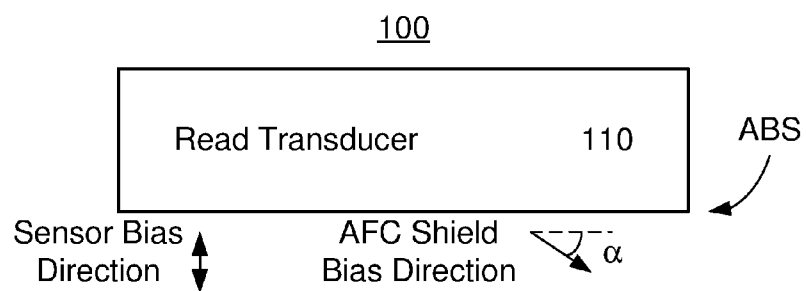 100
Read Transducer 110
ABS
Sensor Bias Direction
AFC Shield Bias Direction
α